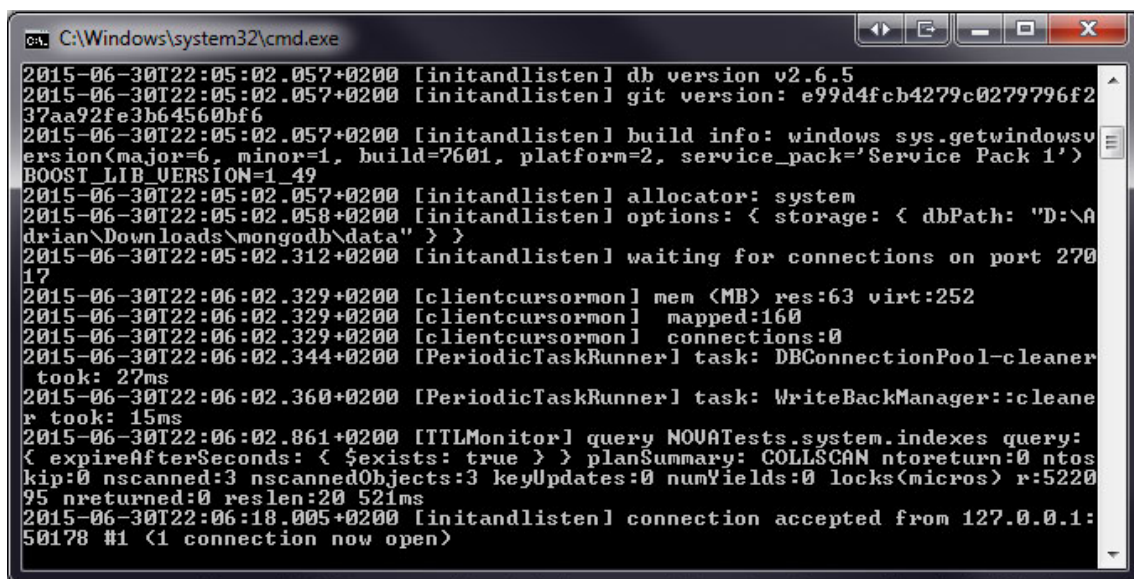 C:\Windows\system32\cmd.exe
2015-06-30T22:05:02.057+0200 [initandlisten] db version v2.6.5
2015-06-30T22:05:02.057+0200 [initandlisten] git version: e99d4fcb4279c0279796f2
37aa92fe3b64560bf6
2015-06-30T22:05:02.057+0200 [initandlisten] build info: windows sys.getwindowsv
ersion(major=6, minor=1, build=7601, platform=2, service_pack='Service Pack 1')
BOOST_LIB_VERSION=1_49
2015-06-30T22:05:02.057+0200 [initandlisten] allocator: system
2015-06-30T22:05:02.058+0200 [initandlisten] options: { storage: { dbPath: "D:\A
drian\Downloads\mongodb\data" } }
2015-06-30T22:05:02.312+0200 [initandlisten] waiting for connections on port 270
17
2015-06-30T22:06:02.329+0200 [clientcursormon] mem (MB) res:63 virt:252
2015-06-30T22:06:02.329+0200 [clientcursormon]  mapped:160
2015-06-30T22:06:02.329+0200 [clientcursormon]  connections:0
2015-06-30T22:06:02.344+0200 [PeriodicTaskRunner] task: DBConnectionPool-cleaner
 took: 27ms
2015-06-30T22:06:02.360+0200 [PeriodicTaskRunner] task: WriteBackManager::cleane
r took: 15ms
2015-06-30T22:06:02.861+0200 [TTLMonitor] query NOVATests.system.indexes query:
{ expireAfterSeconds: { $exists: true } } planSummary: COLLSCAN ntoreturn:0 ntos
kip:0 nscanned:3 nscannedObjects:3 keyUpdates:0 numYields:0 locks(micros) r:5220
95 nreturned:0 reslen:20 521ms
2015-06-30T22:06:18.005+0200 [initandlisten] connection accepted from 127.0.0.1:
50178 #1 (1 connection now open)